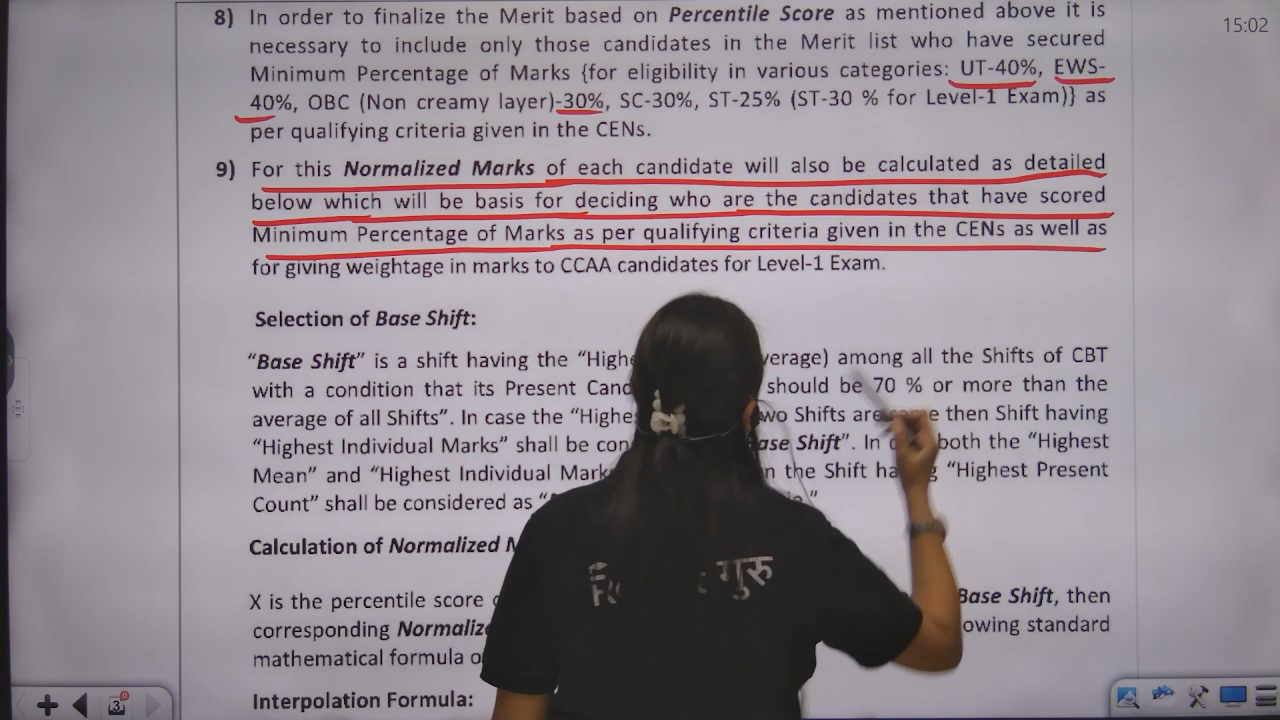 15:02
8) In order to finalize the Merit based on Percentile Score as mentioned above it is
necessary to include only those candidates in the Merit list who have secured
Minimum Percentage of Marks {for eligibility in various categories: UT-40%, EWS-
40%, OBC (Non creamy layer)-30%, SC-30%, ST-25% (ST-30 % for Level-1 Exam)} as
per qualifying criteria given in the CENs.
9) For this Normalized Marks of each candidate will also be calculated as detailed
below which will be basis for deciding who are the candidates that have scored
Minimum Percentage of Marks as per qualifying criteria given in the CENs as well as
for giving weightage in marks to CCAA candidates for Level-1 Exam.
Selection of Base Shift:
"Base Shift" is a shift having the "Highe verage) among all the Shifts of CBT
with a condition that its Present Cand should be 70 % or more than the
average of all Shifts". In case the "Highes wo Shifts are then Shift having
"Highest Individual Marks" shall be con ase Shift". In both the "Highest
Mean" and "Highest Individual Mark the Shift "Highest Present
Count" shall be considered as "
Calculation of Normalized
X is the percentile score Base Shift, then
corresponding Normaliz owing standard
mathematical formula
Interpolation Formula:
गुरु
3